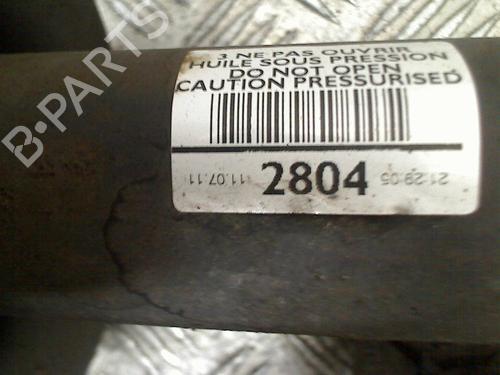 B-PARTS
3 NE PAS OUVRIR
HUILE SOUS PRESSION
DO NOT OPEN
CAUTION PRESSURISED
11.07.11
2804
21:29:05